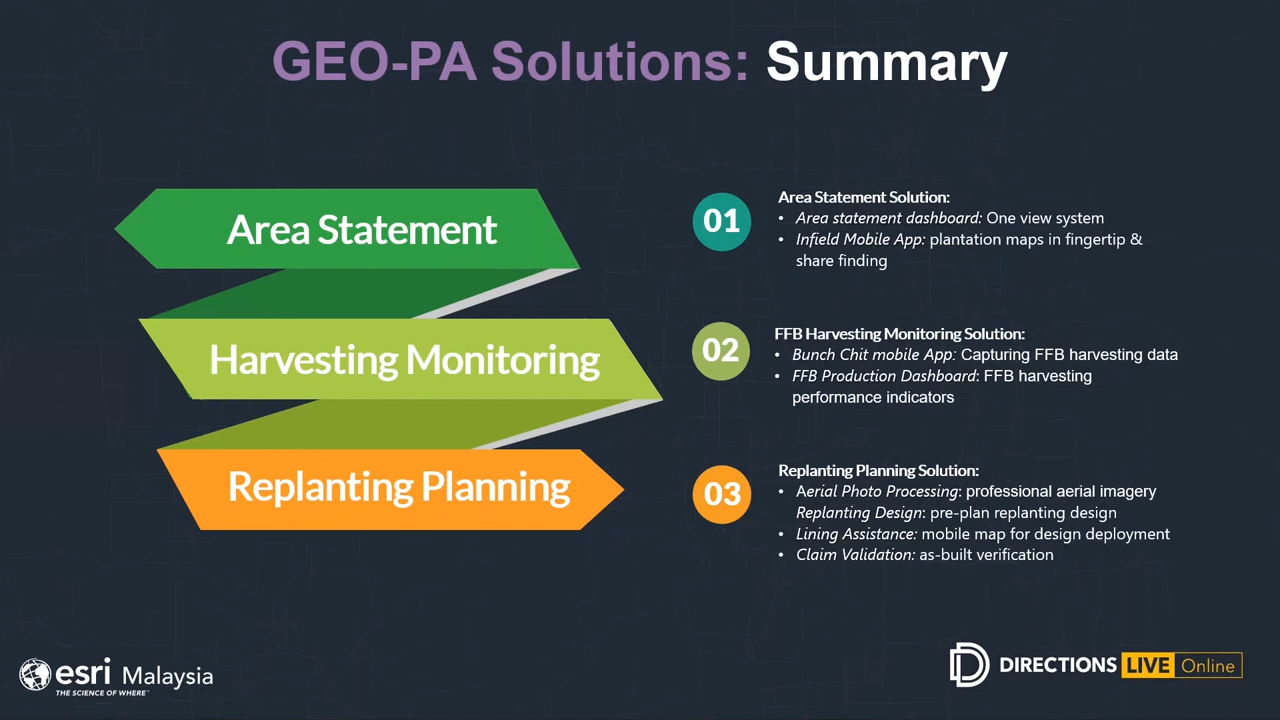 GEO-PA Solutions: Summary
Area Statement
Harvesting Monitoring
Replanting Planning
01
Area Statement Solution:
• Area statement dashboard: One view system
• Infield Mobile App: plantation maps in fingertip &
share finding
02
FFB Harvesting Monitoring Solution:
• Bunch Chit mobile App: Capturing FFB harvesting data
• FFB Production Dashboard: FFB harvesting
performance indicators
03
Replanting Planning Solution:
• Aerial Photo Processing: professional aerial imagery
Replanting Design: pre-plan replanting design
• Lining Assistance: mobile map for design deployment
• Claim Validation: as-built verification
esri Malaysia
THE SCIENCE OF WHERE™
DIRECTIONS LIVE Online